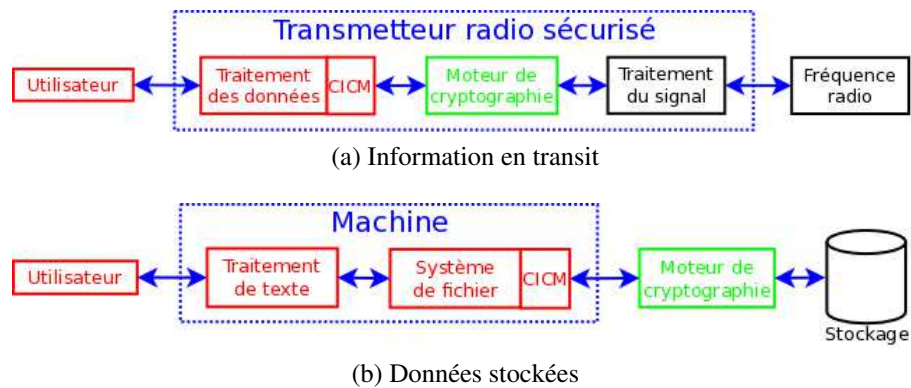 Transmetteur radio sécurisé
Utilisateur
Traitement
des données
CICM
Moteur de
cryptographie
Traitement
du signal
Fréquence
radio
(a) Information en transit
Machine
Utilisateur
Traitement
de texte
Système
de fichier
CICM
Moteur de
cryptographie
Stockage
(b) Données stockées